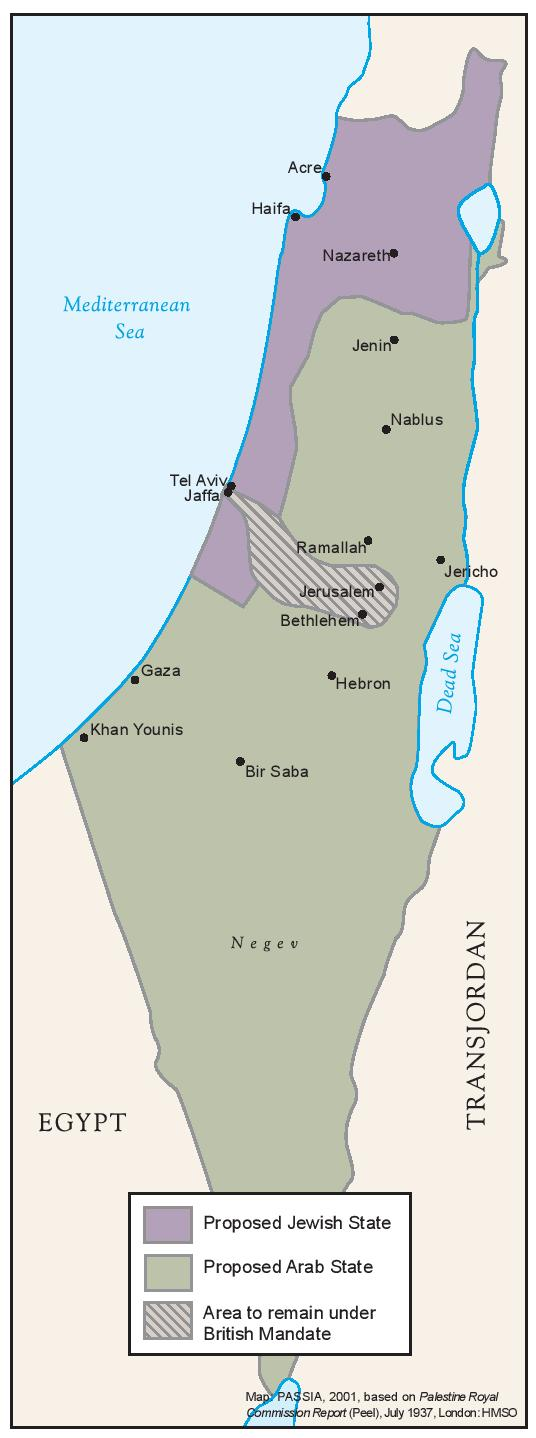 Acre
Haifa
Nazareth
Mediterranean
Sea
Jenin
Nablus
Tel Aviv
Jaffa
Ramallah
Jericho
Jerusalem
Bethlehem
Dead Sea
Gaza
Hebron
Khan Younis
Bir Saba
Negev
TRANSJORDAN
EGYPT
Proposed Jewish State
Proposed Arab State
Area to remain under
British Mandate
Map: PASSIA, 2001, based on Palestine Royal
Commission Report (Peel), July 1937, London: HMSO